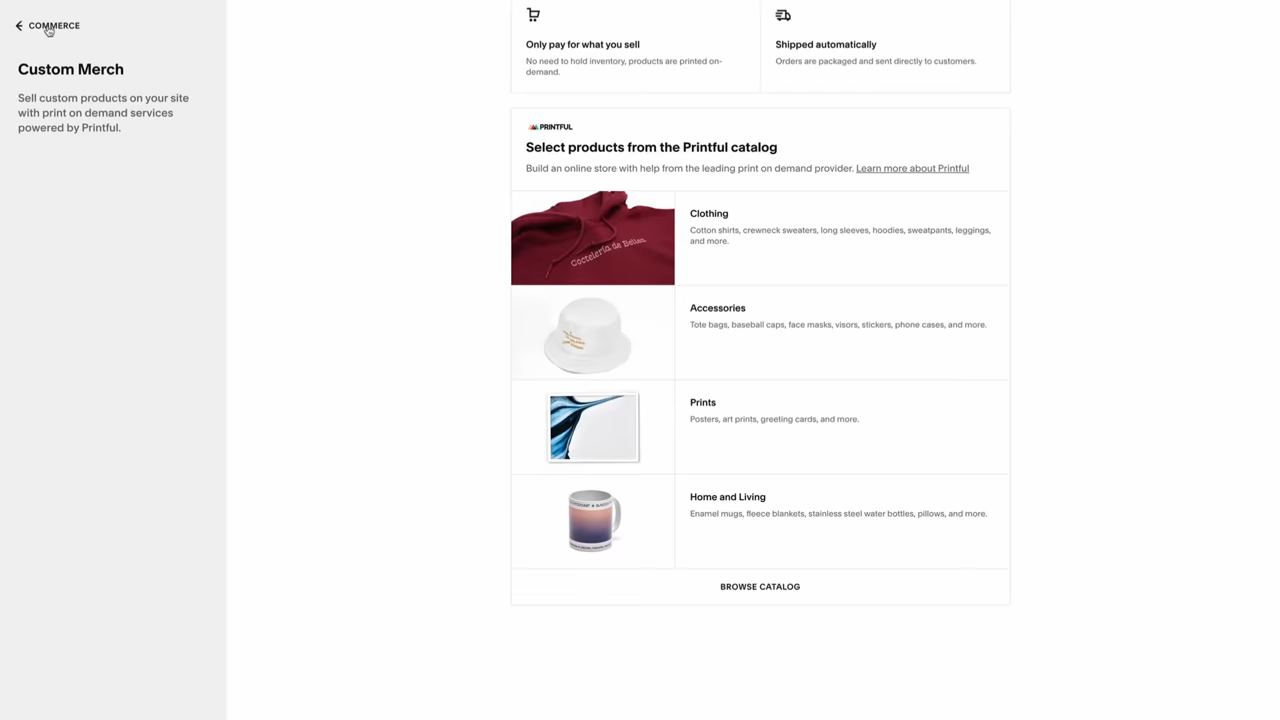 COMMERCE
Custom Merch
Sell custom products on your site
with print on demand services
powered by Printful.
Only pay for what you sell
No need to hold inventory, products are printed on-
demand.
Shipped automatically
Orders are packaged and sent directly to customers.
PRINTFUL
Select products from the Printful catalog
Build an online store with help from the leading print on demand provider. Learn more about Printful
Coctelería de Belén
Clothing
Cotton shirts, crewneck sweaters, long sleeves, hoodies, sweatpants, leggings,
and more.
Accessories
Tote bags, baseball caps, face masks, visors, stickers, phone cases, and more.
Prints
Posters, art prints, greeting cards, and more.
Home and Living
Enamel mugs, fleece blankets, stainless steel water bottles, pillows, and more.
BROWSE CATALOG